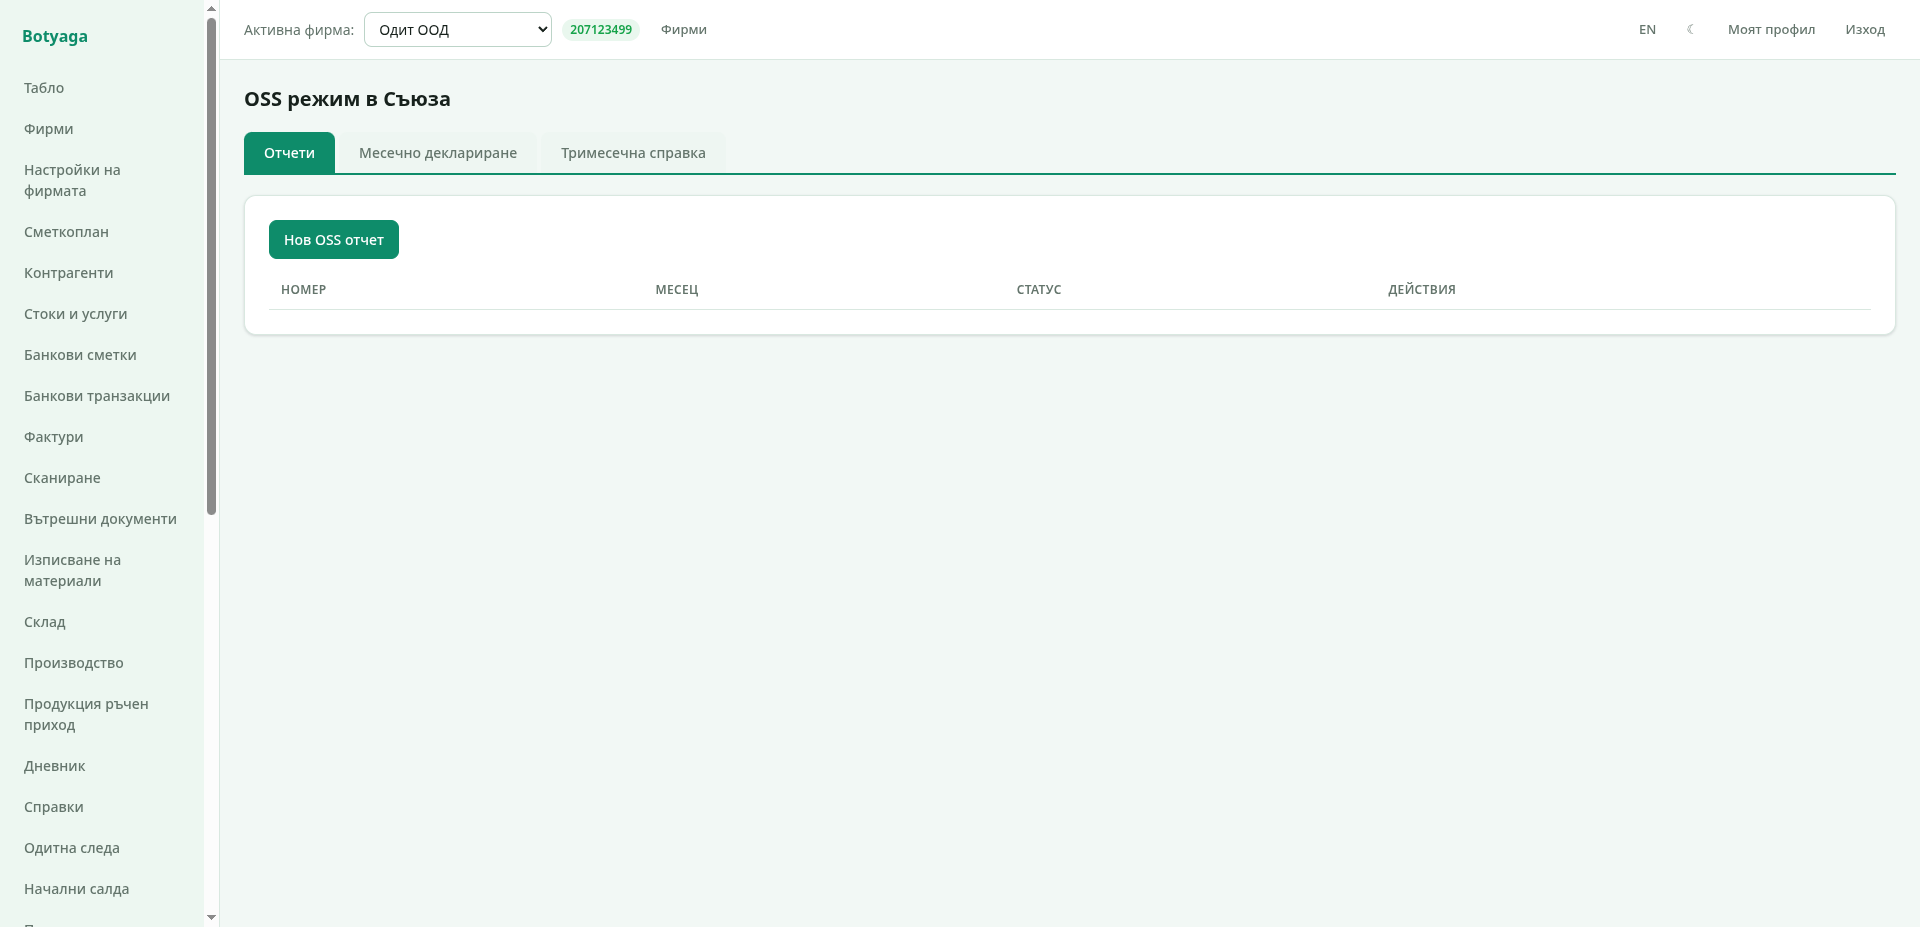 Botyaga
Активна фирма:
Одит ООД
207123499
Фирми
EN
Моят профил
Изход
Табло
Фирми
Настройки на
фирмата
Сметкоплан
Контрагенти
Стоки и услуги
Банкови сметки
Банкови транзакции
Фактури
Сканиране
Вътрешни документи
Изписване на
материали
Склад
Производство
Продукция ръчен
приход
Дневник
Справки
Одитна следа
Начални салда
OSS режим в Съюза
Отчети
Месечно деклариране
Тримесечна справка
Нов OSS отчет
НОМЕР
МЕСЕЦ
СТАТУС
ДЕЙСТВИЯ